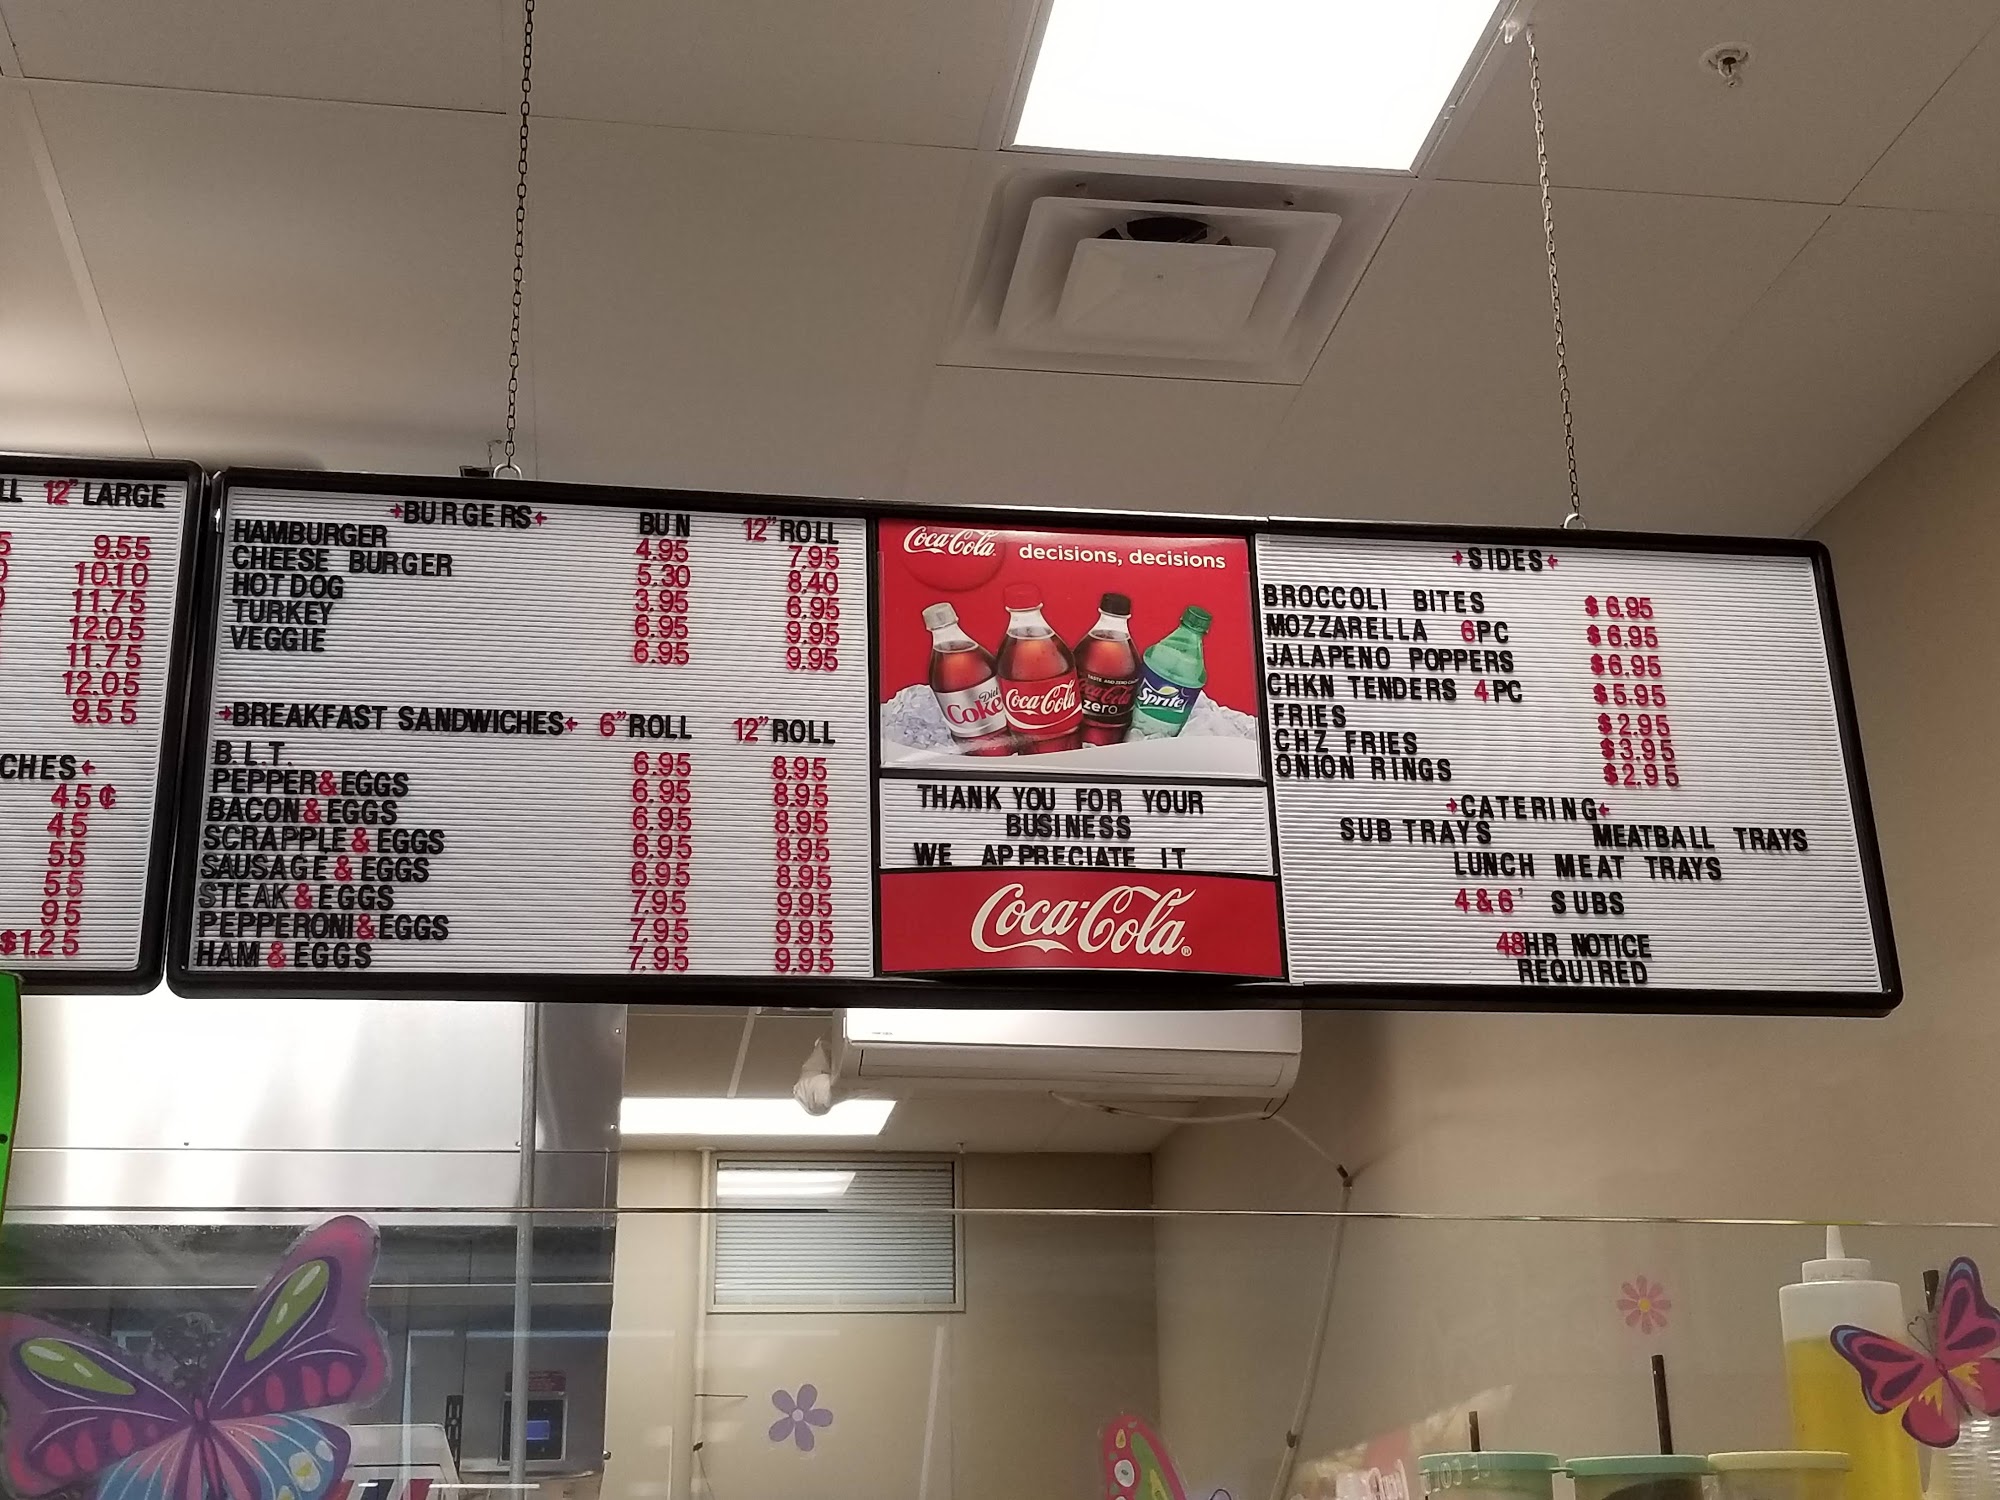 12" LARGE
9.55
10.10
11.75
12.05
11.75
12.05
9.55
45¢
45
55
55
95
$1.25
BURGERS BUN 12" ROLL
HAMBURGER 4.95 7.95
CHEESE BURGER 5.30 8.40
HOT DOG 3.95 6.95
TURKEY 6.95 9.95
VEGGIE 6.95 9.95
BREAKFAST SANDWICHES 6" ROLL 12" ROLL
B.L.T. 6.95 8.95
PEPPER & EGGS 6.95 8.95
BACON & EGGS 6.95 8.95
SCRAPPLE & EGGS 6.95 8.95
SAUSAGE & EGGS 6.95 8.95
STEAK & EGGS 7.95 9.95
PEPPERONI & EGGS 7.95 9.95
HAM & EGGS 7.95 9.95
Coca-Cola decisions, decisions
Diet Coke
Coca-Cola
Coca-Cola zero
Sprite
THANK YOU FOR YOUR
BUSINESS
WE APPRECIATE IT
Coca-Cola®
SIDES
BROCCOLI BITES $6.95
MOZZARELLA 6PC $6.95
JALAPENO POPPERS $6.95
CHKN TENDERS 4PC $5.95
FRIES $2.95
CHZ FRIES $3.95
ONION RINGS $2.95
CATERING
SUB TRAYS MEATBALL TRAYS
LUNCH MEAT TRAYS
4&6' SUBS
48HR NOTICE
REQUIRED